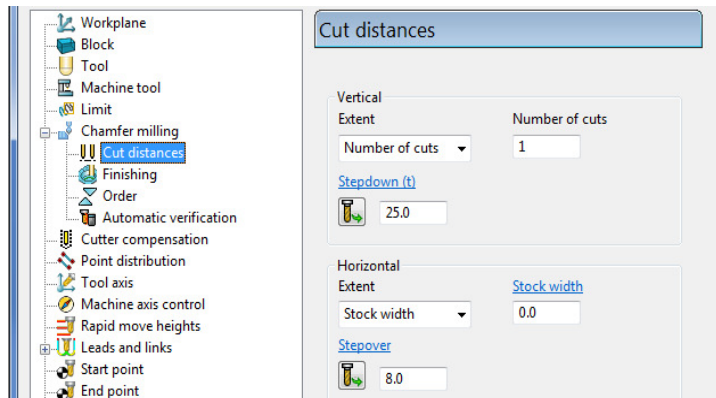 Workplane
Block
Tool
Machine tool
Limit
Chamfer milling
Cut distances
Finishing
Order
Automatic verification
Cutter compensation
Point distribution
Tool axis
Machine axis control
Rapid move heights
Leads and links
Start point
End point
Cut distances
Vertical
Extent Number of cuts
Number of cuts 1
Stepdown (t)
25.0
Horizontal
Extent Stock width
Stock width 0.0
Stepover
8.0